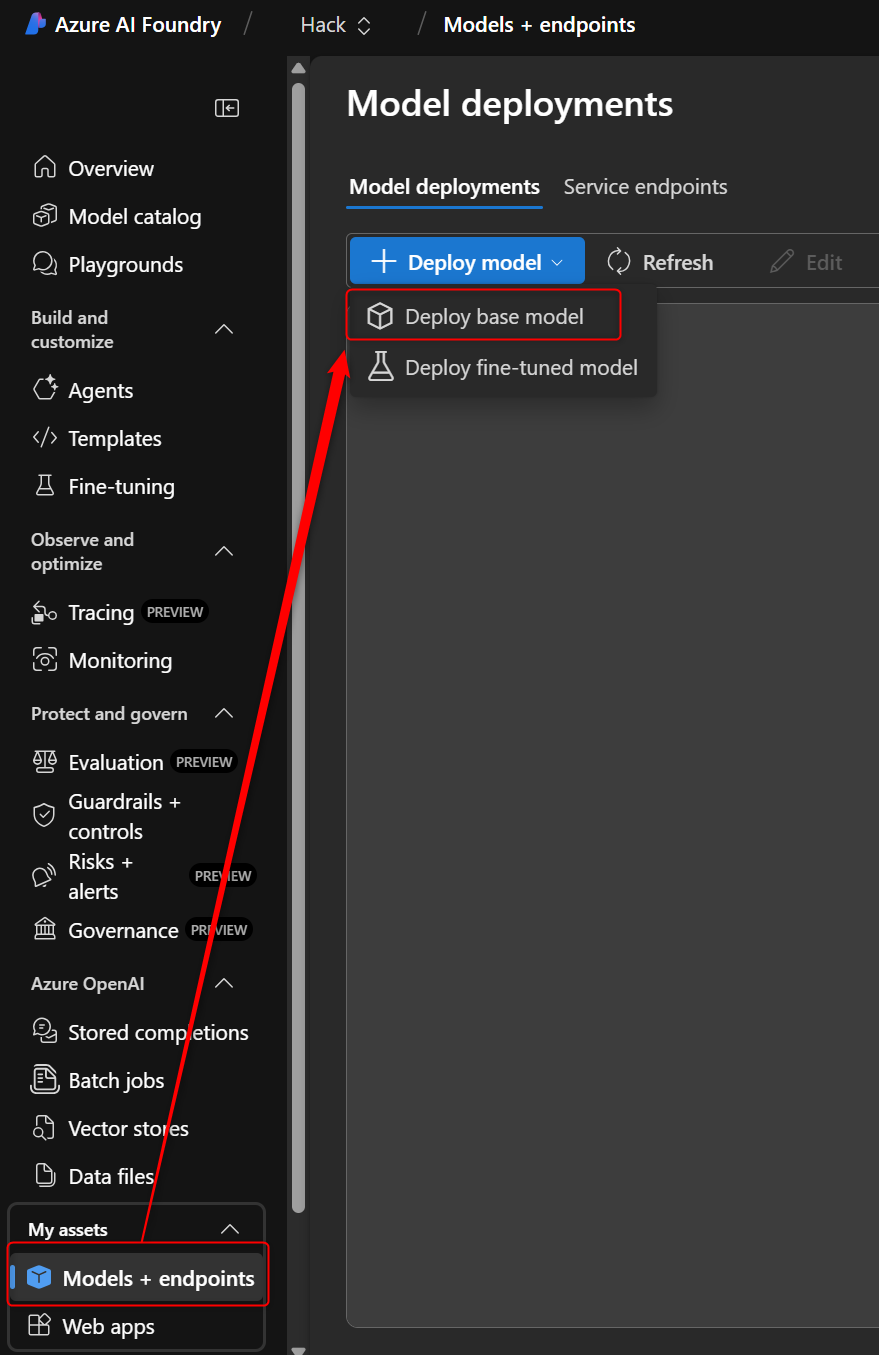 Azure AI Foundry / Hack / Models + endpoints
Overview
Model catalog
Playgrounds
Build and
customize
Agents
Templates
Fine-tuning
Observe and
optimize
Tracing PREVIEW
Monitoring
Protect and govern
Evaluation PREVIEW
Guardrails +
controls
Risks +
alerts PREVIEW
Governance PREVIEW
Azure OpenAI
Stored completions
Batch jobs
Vector stores
Data files
My assets
Models + endpoints
Web apps
Model deployments
Model deployments Service endpoints
Deploy model Refresh Edit
Deploy base model
Deploy fine-tuned model